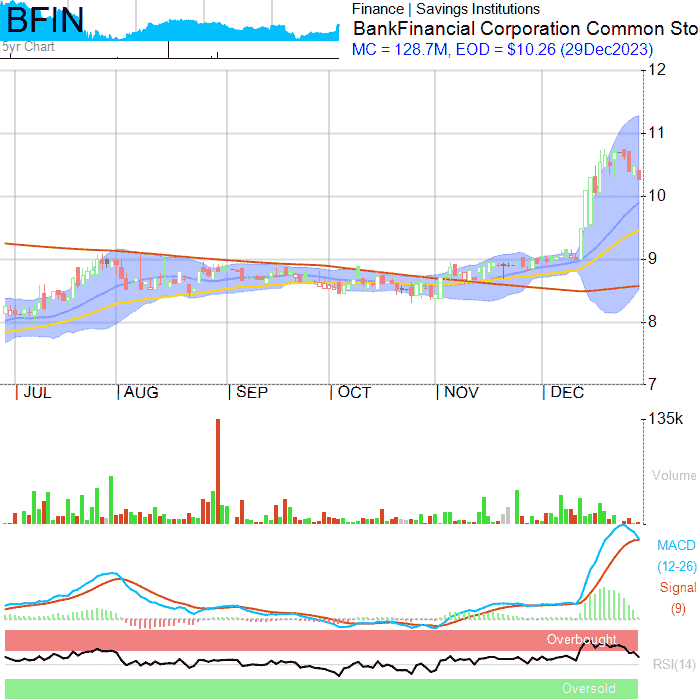 BFIN
5yr Chart
Finance | Savings Institutions
BankFinancial Corporation Common Sto
MC = 128.7M, EOD = $10.26 (29Dec2023)
12
11
10
9
8
7
JUL AUG SEP OCT NOV DEC
135k
Volume
MACD
(12-26)
Signal
(9)
Overbought
RSI(14)
Oversold